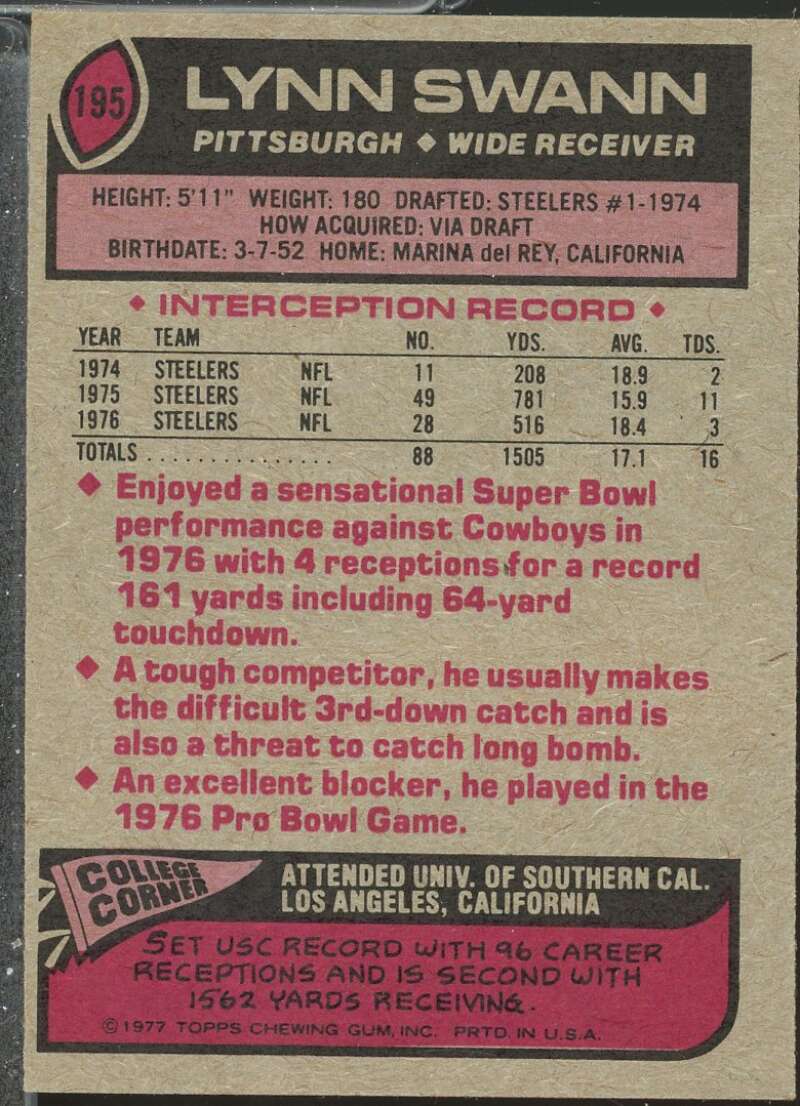 195
LYNN SWANN
PITTSBURGH ◆ WIDE RECEIVER
HEIGHT: 5'11" WEIGHT: 180 DRAFTED: STEELERS #1-1974
HOW ACQUIRED: VIA DRAFT
BIRTHDATE: 3-7-52 HOME: MARINA del REY, CALIFORNIA
◆ INTERCEPTION RECORD ◆
YEAR TEAM NO. YDS. AVG. TDS.
1974 STEELERS NFL 11 208 18.9 2
1975 STEELERS NFL 49 781 15.9 11
1976 STEELERS NFL 28 516 18.4 3
TOTALS . . . . . . . . . . . . . . . 88 1505 17.1 16
◆ Enjoyed a sensational Super Bowl
performance against Cowboys in
1976 with 4 receptions for a record
161 yards including 64-yard
touchdown.
◆ A tough competitor, he usually makes
the difficult 3rd-down catch and is
also a threat to catch long bomb.
◆ An excellent blocker, he played in the
1976 Pro Bowl Game.
COLLEGE
CORNER
ATTENDED UNIV. OF SOUTHERN CAL.
LOS ANGELES, CALIFORNIA
SET USC RECORD WITH 96 CAREER
RECEPTIONS AND IS SECOND WITH
1562 YARDS RECEIVING.
©1977 TOPPS CHEWING GUM, INC. PRTD. IN U.S.A.